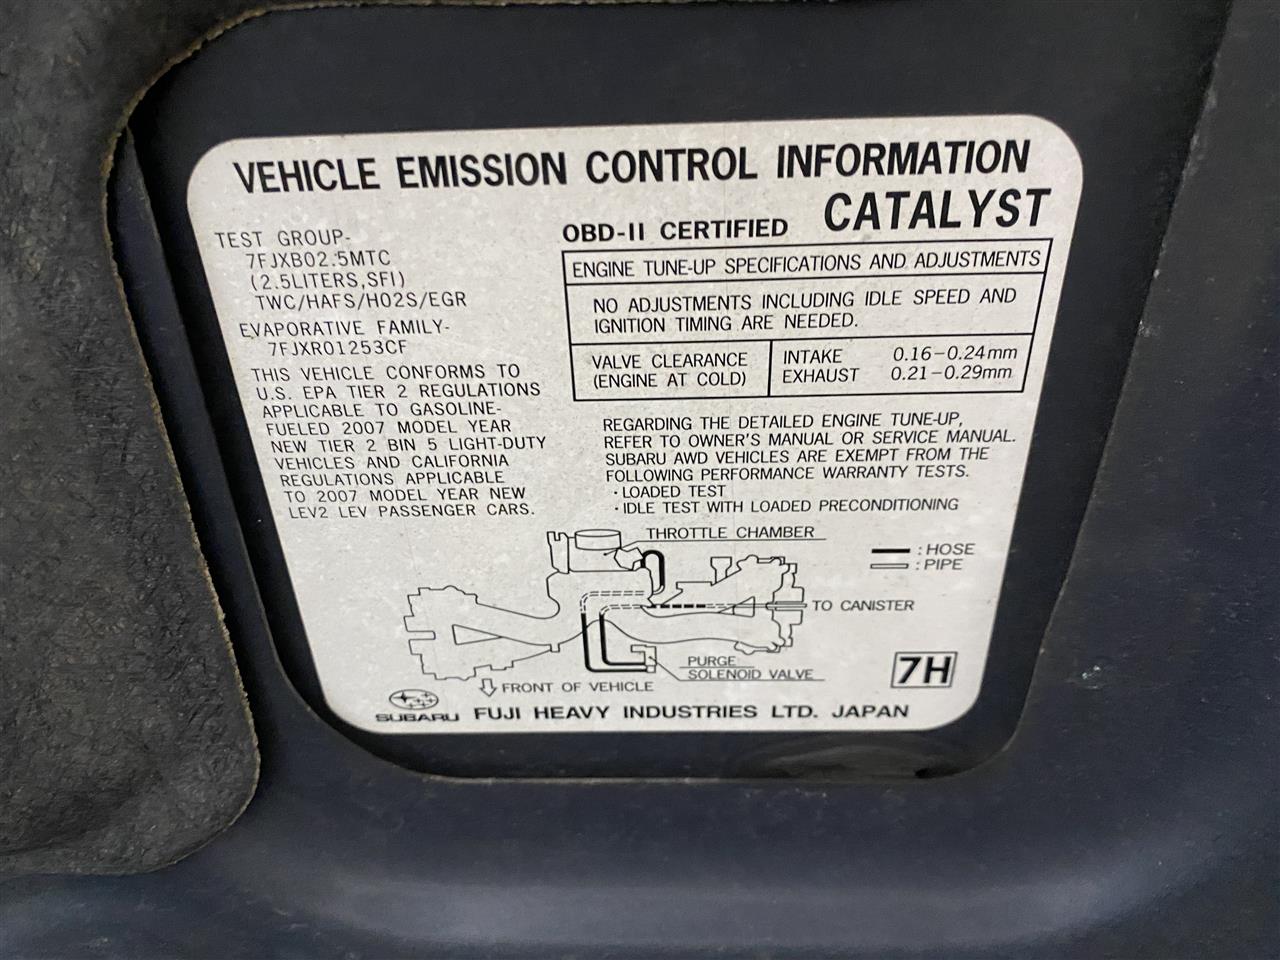 VEHICLE EMISSION CONTROL INFORMATION
CATALYST
TEST GROUP-
7FJXB02.5MTC
(2.5LITERS,SFI)
TWC/HAFS/HO2S/EGR
EVAPORATIVE FAMILY-
7FJXR01253CF
THIS VEHICLE CONFORMS TO
U.S. EPA TIER 2 REGULATIONS
APPLICABLE TO GASOLINE-
FUELED 2007 MODEL YEAR
NEW TIER 2 BIN 5 LIGHT-DUTY
VEHICLES AND CALIFORNIA
REGULATIONS APPLICABLE
TO 2007 MODEL YEAR NEW
LEV2 LEV PASSENGER CARS.
OBD-II CERTIFIED
ENGINE TUNE-UP SPECIFICATIONS AND ADJUSTMENTS
NO ADJUSTMENTS INCLUDING IDLE SPEED AND
IGNITION TIMING ARE NEEDED.
VALVE CLEARANCE
(ENGINE AT COLD)
INTAKE 0.16-0.24mm
EXHAUST 0.21-0.29mm
REGARDING THE DETAILED ENGINE TUNE-UP,
REFER TO OWNER'S MANUAL OR SERVICE MANUAL.
SUBARU AWD VEHICLES ARE EXEMPT FROM THE
FOLLOWING PERFORMANCE WARRANTY TESTS.
・LOADED TEST
・IDLE TEST WITH LOADED PRECONDITIONING
THROTTLE CHAMBER
:HOSE
:PIPE
TO CANISTER
PURGE
SOLENOID VALVE
FRONT OF VEHICLE
7H
SUBARU FUJI HEAVY INDUSTRIES LTD. JAPAN